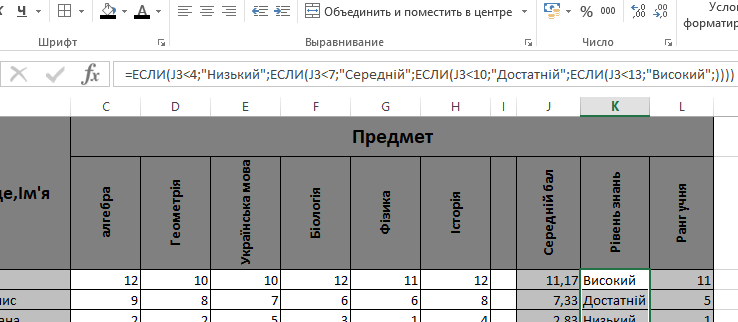 К Ч Объединить и поместить в центре % 000 Услов
форматиро
Шрифт Выравнивание Число
fx =ЕСЛИ(J3<4;"Низький";ЕСЛИ(J3<7;"Середній";ЕСЛИ(J3<10;"Достатній";ЕСЛИ(J3<13;"Високий";))))
C D E F G H I J K L
Предмет
це,Ім'я алгебра Геометрія Українська мова Біологія Фізика Історія Середній бал Рівень знань Ранг учня
12 10 10 12 11 12 11,17 Високий 11
ис 9 8 7 6 6 8 7,33 Достатній 5
ана 2 2 5 3 1 4 2,83 Низький 1